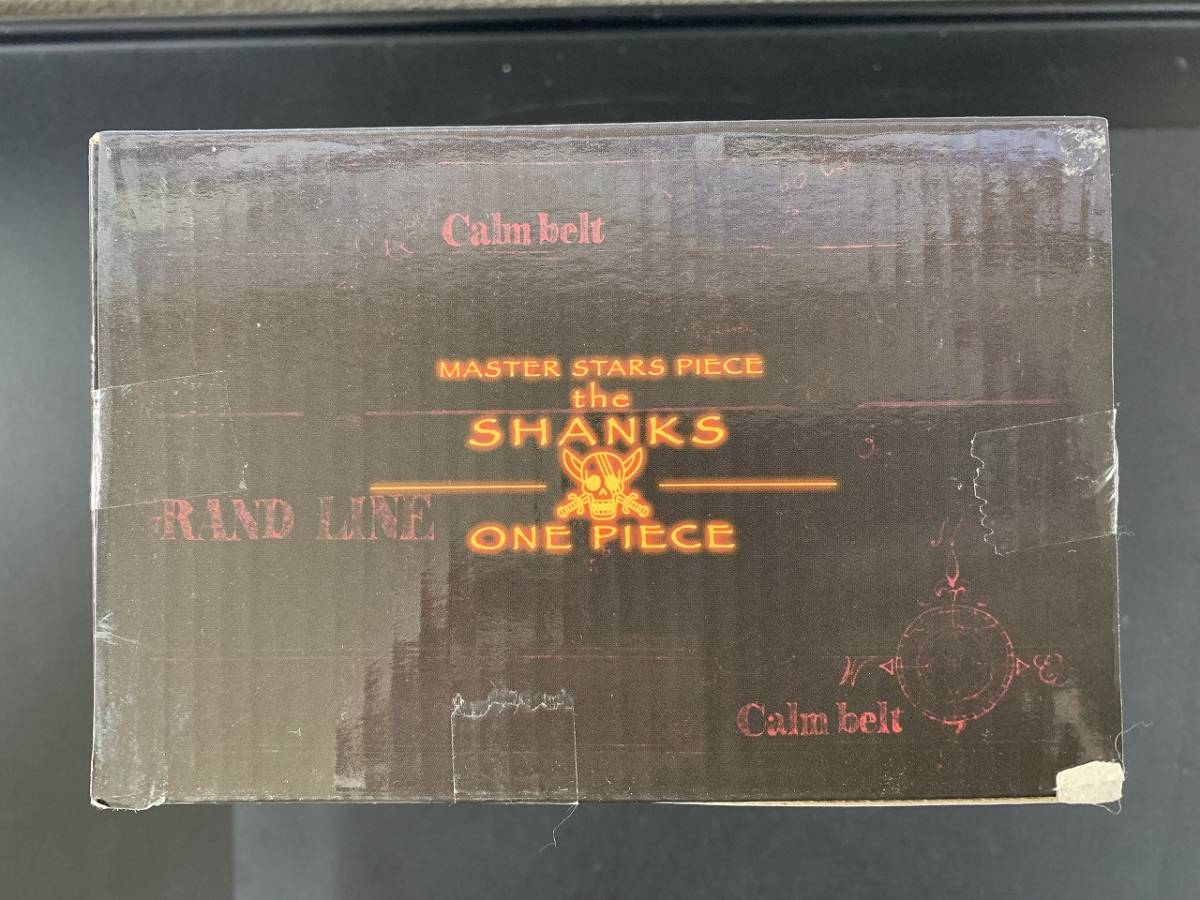 Calm belt
MASTER STARS PIECE
the
SHANKS
RAND LINE
ONE PIECE
N
W E
Calm belt